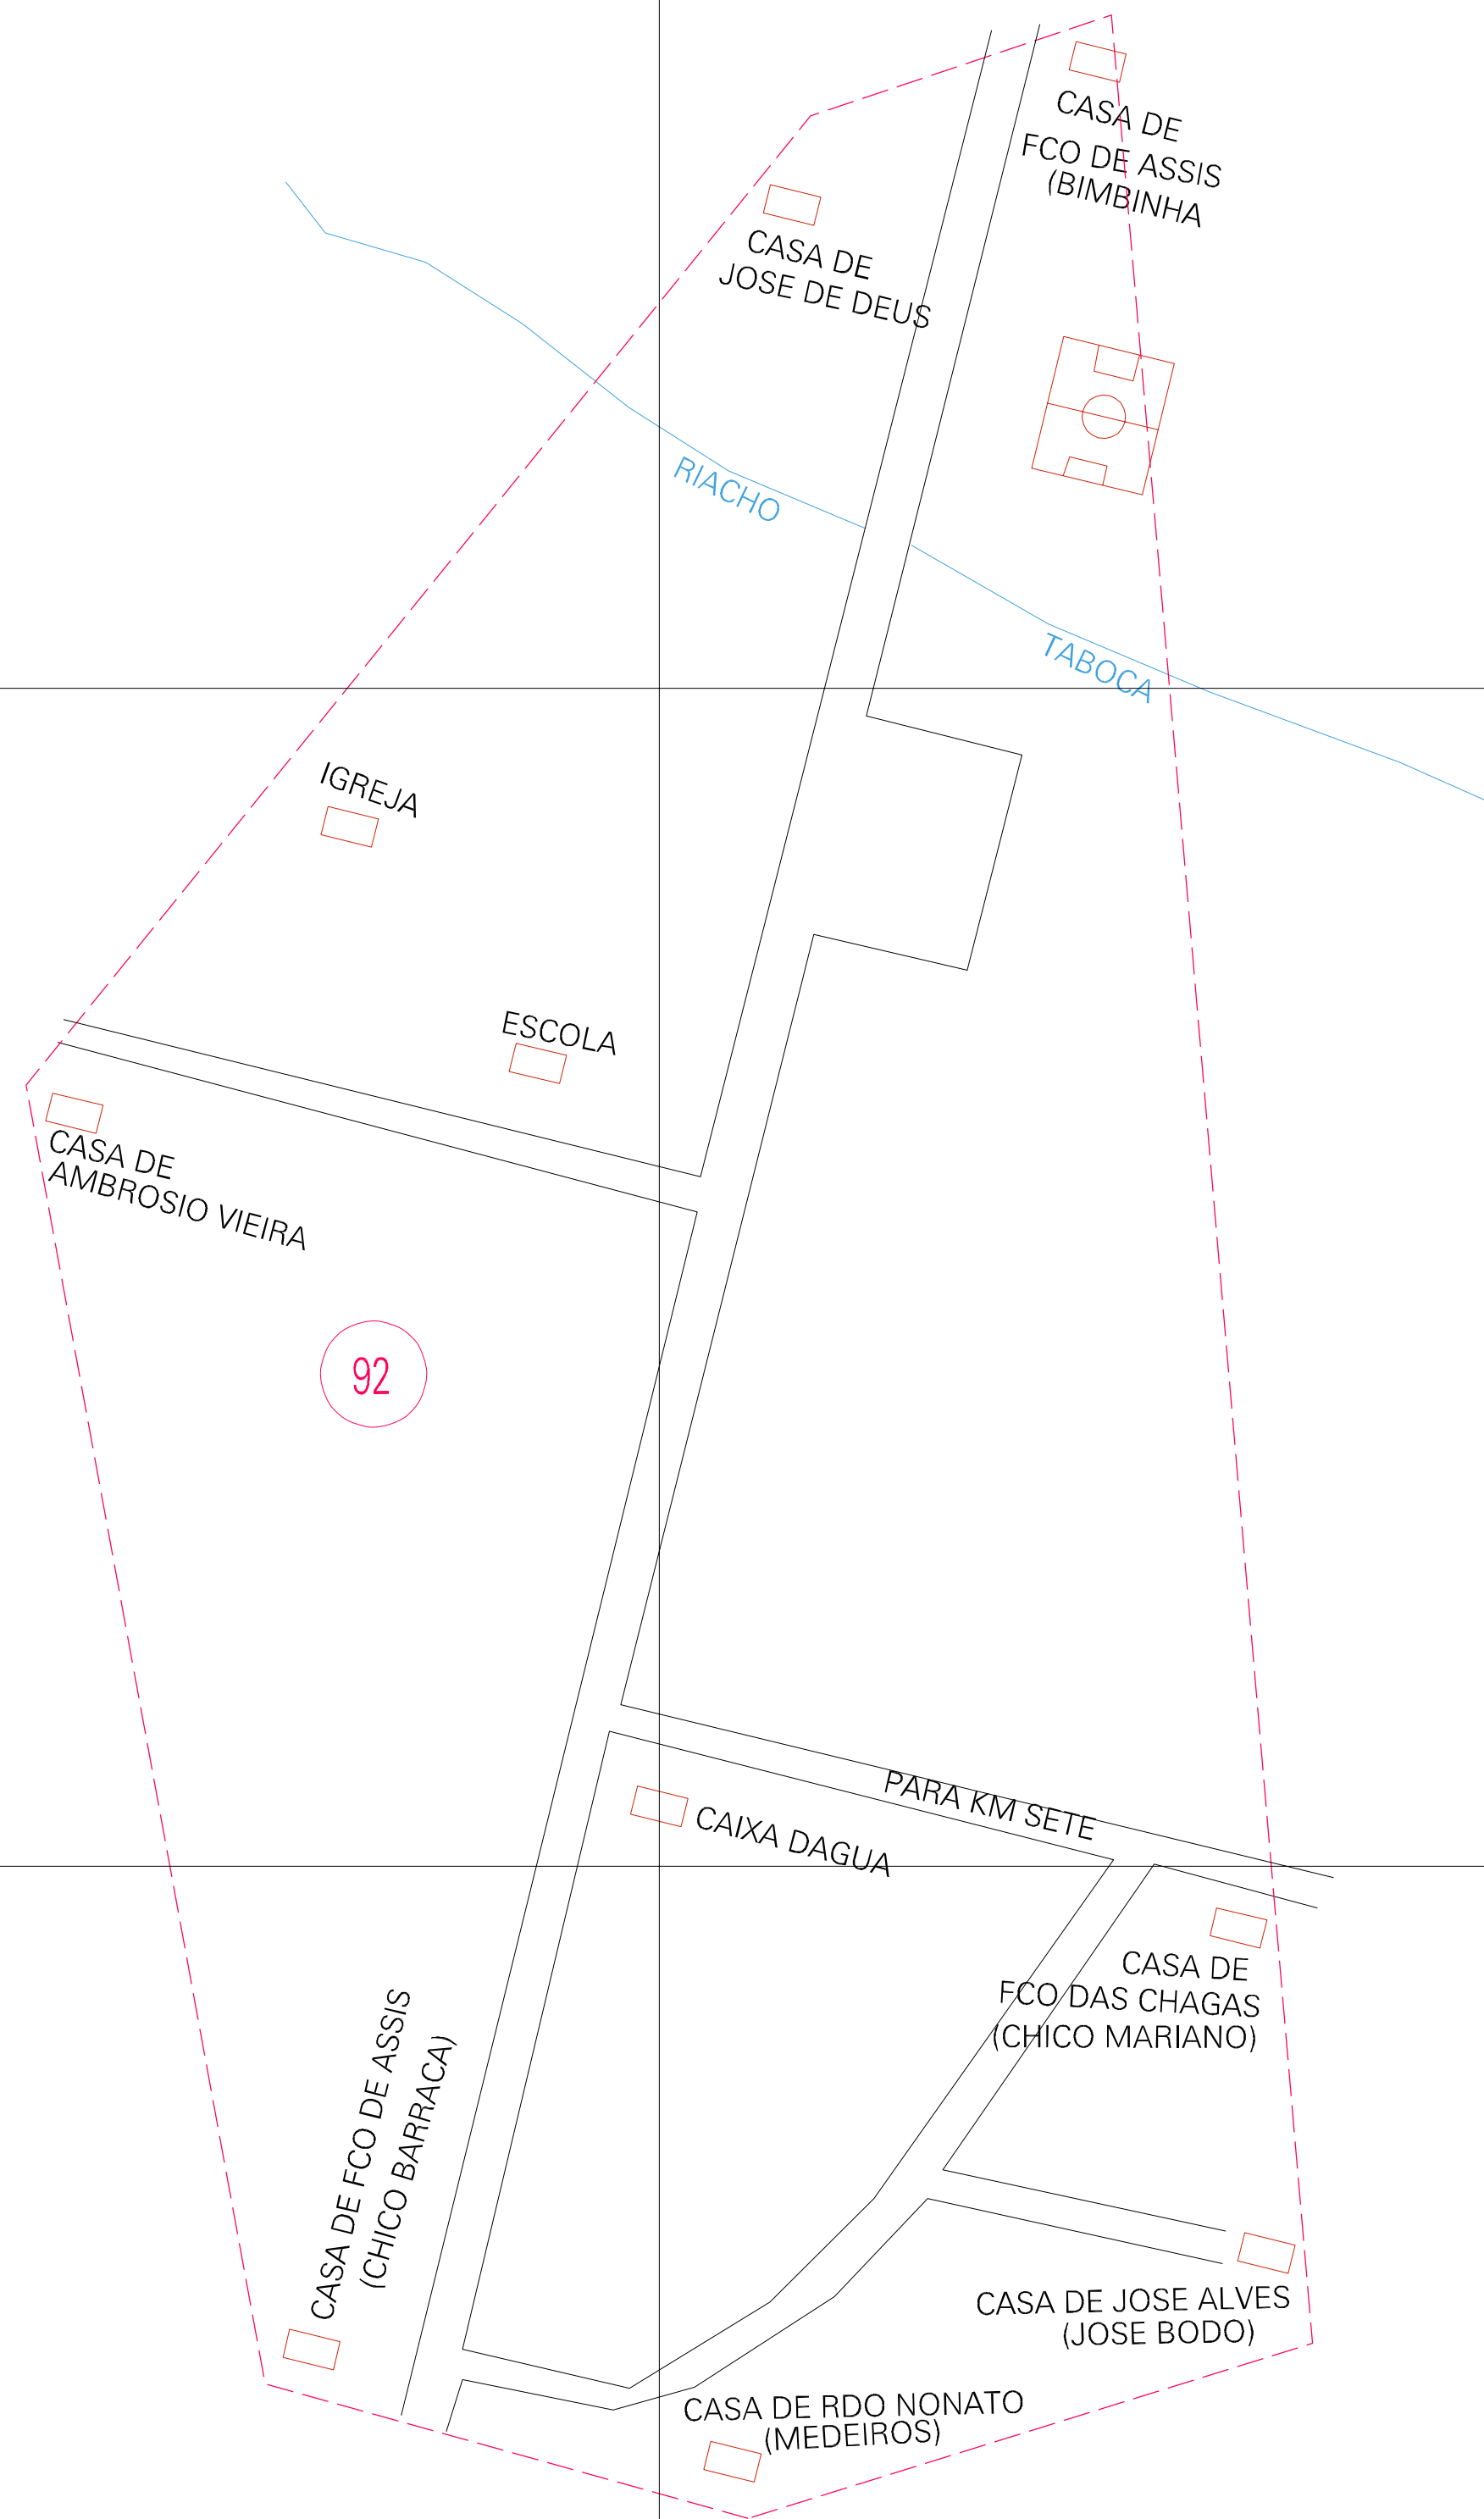 CASA DE
FCO DE ASSIS
(BIMBINHA
CASA DE
JOSE DE DEUS
RIACHO
TABOCA
IGREJA
ESCOLA
CASA DE
AMBROSIO VIEIRA
92
PARA KM SETE
CAIXA DAGUA
CASA DE
FCO DAS CHAGAS
(CHICO MARIANO)
CASA DE FCO DE ASSIS
(CHICO BARRACA)
CASA DE JOSE ALVES
(JOSE BODO)
CASA DE RDO NONATO
(MEDEIROS)